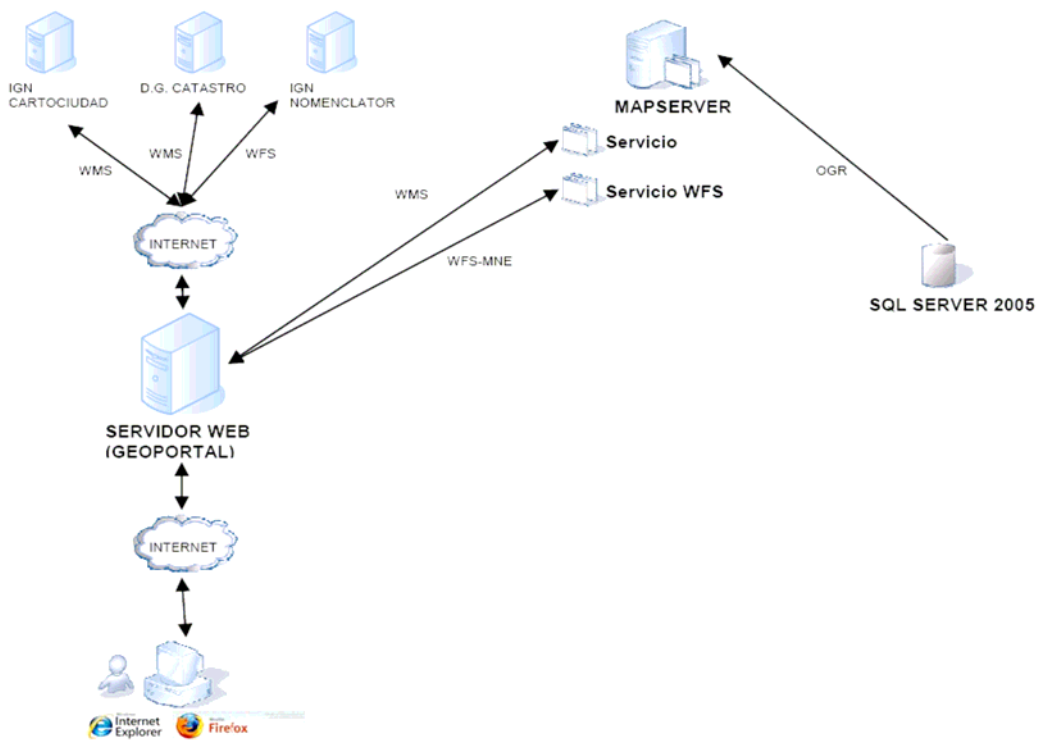 IGN
CARTOCIUDAD
D.G. CATASTRO
IGN
NOMENCLATOR
MAPSERVER
Servicio
Servicio WFS
WMS
WMS
WFS
WMS
OGR
INTERNET
WFS-MNE
SQL SERVER 2005
SERVIDOR WEB
(GEOPORTAL)
INTERNET
Internet
Explorer
Firefox